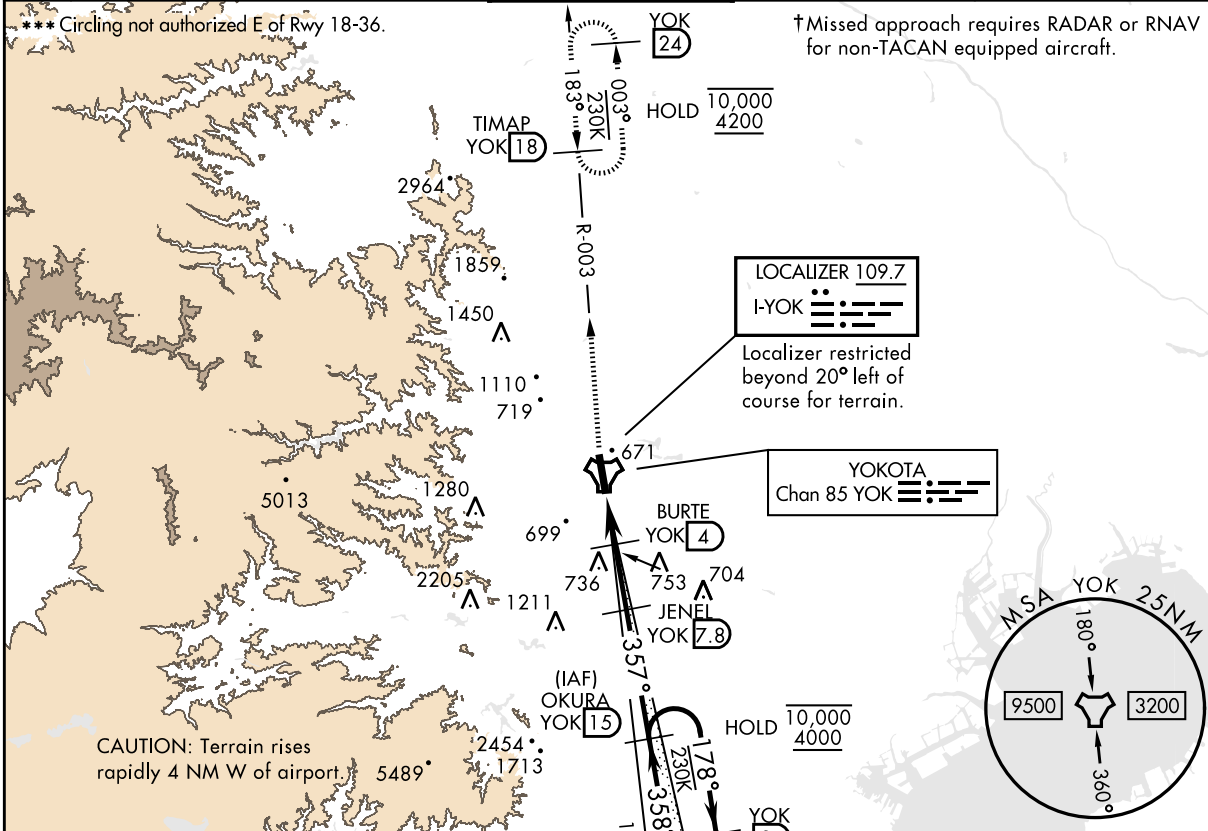 *** Circling not authorized E of Rwy 18-36.
†Missed approach requires RADAR or RNAV
for non-TACAN equipped aircraft.
YOK
24
183°
230K
003°
HOLD 10,000
4200
TIMAP
YOK 18
2964
R-003
1859
1450
1110
719
LOCALIZER 109.7
I-YOK
Localizer restricted
beyond 20° left of
course for terrain.
671
YOKOTA
Chan 85 YOK
5013
1280
699
BURTE
YOK 4
736
753
704
2205
1211
JENEL
YOK 7.8
357°
(IAF)
OKURA
YOK 15
HOLD 10,000
4000
178°
230K
358°
2454
1713
5489
CAUTION: Terrain rises
rapidly 4 NM W of airport.
MSA YOK 25NM
180°
9500
3200
360°
YOK